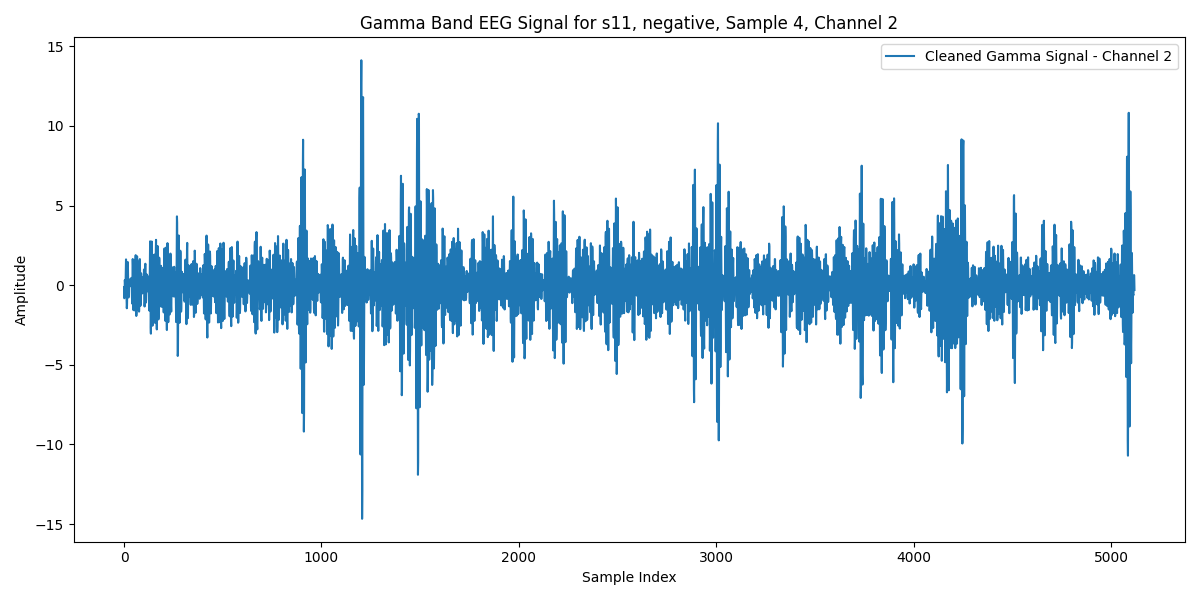 Gamma Band EEG Signal for s11, negative, Sample 4, Channel 2
Cleaned Gamma Signal - Channel 2
15
10
5
0
−5
−10
−15
Amplitude
0 1000 2000 3000 4000 5000
Sample Index